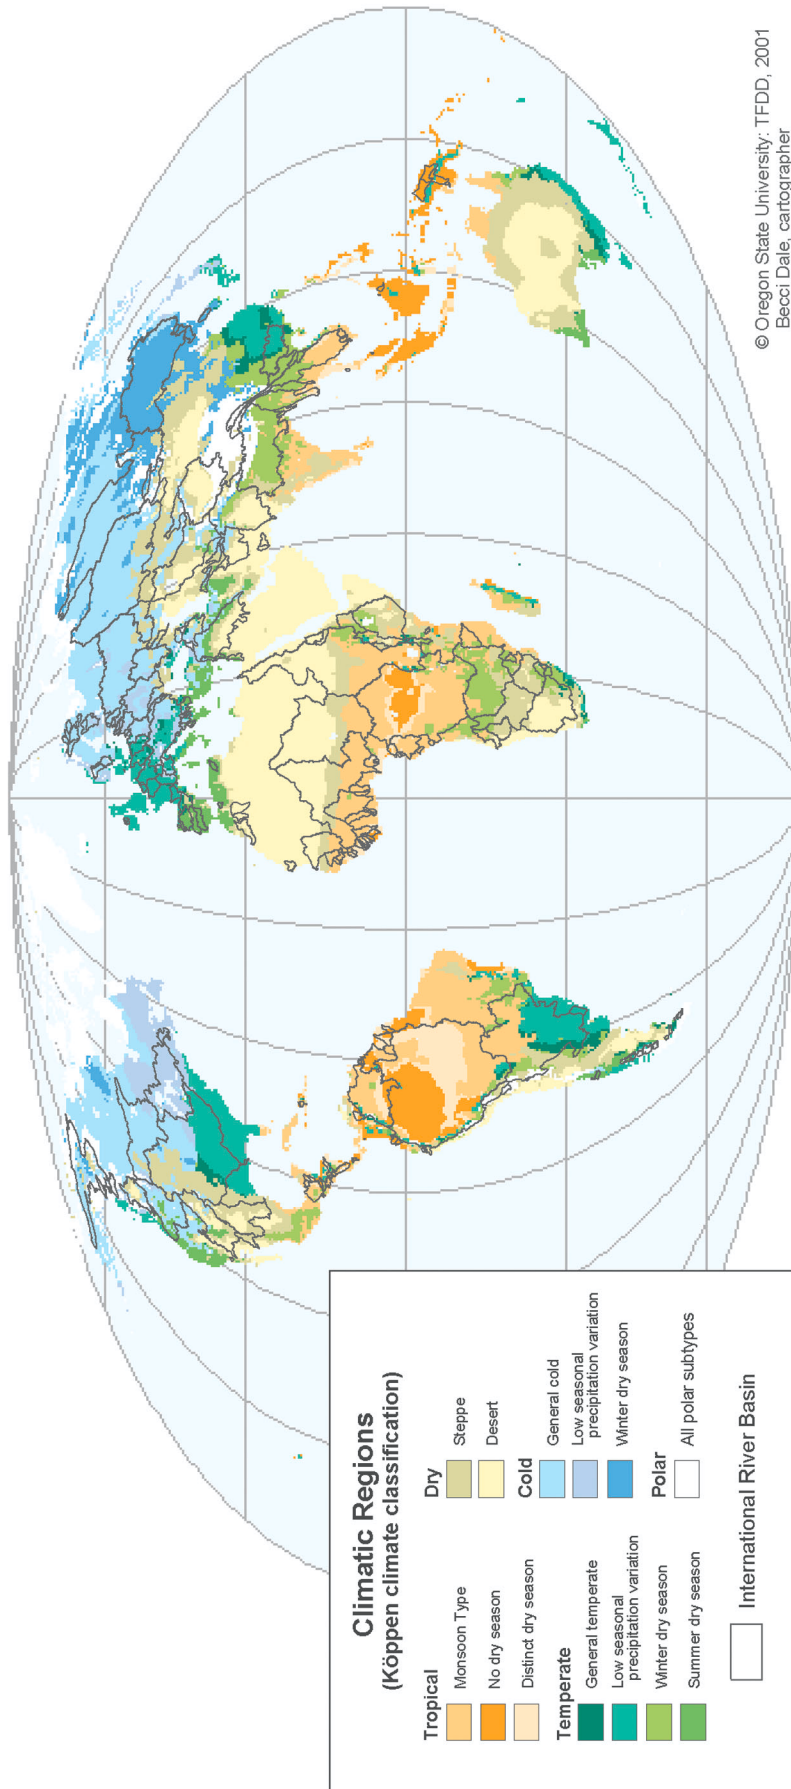 Climatic Regions
(Köppen climate classification)
Tropical
Monsoon Type
No dry season
Distinct dry season
Temperate
General temperate
Low seasonal
precipitation variation
Winter dry season
Summer dry season
Dry
Steppe
Desert
Cold
General cold
Low seasonal
precipitation variation
Winter dry season
Polar
All polar subtypes
International River Basin
© Oregon State University: TFDD, 2001
Becci Dale, cartographer